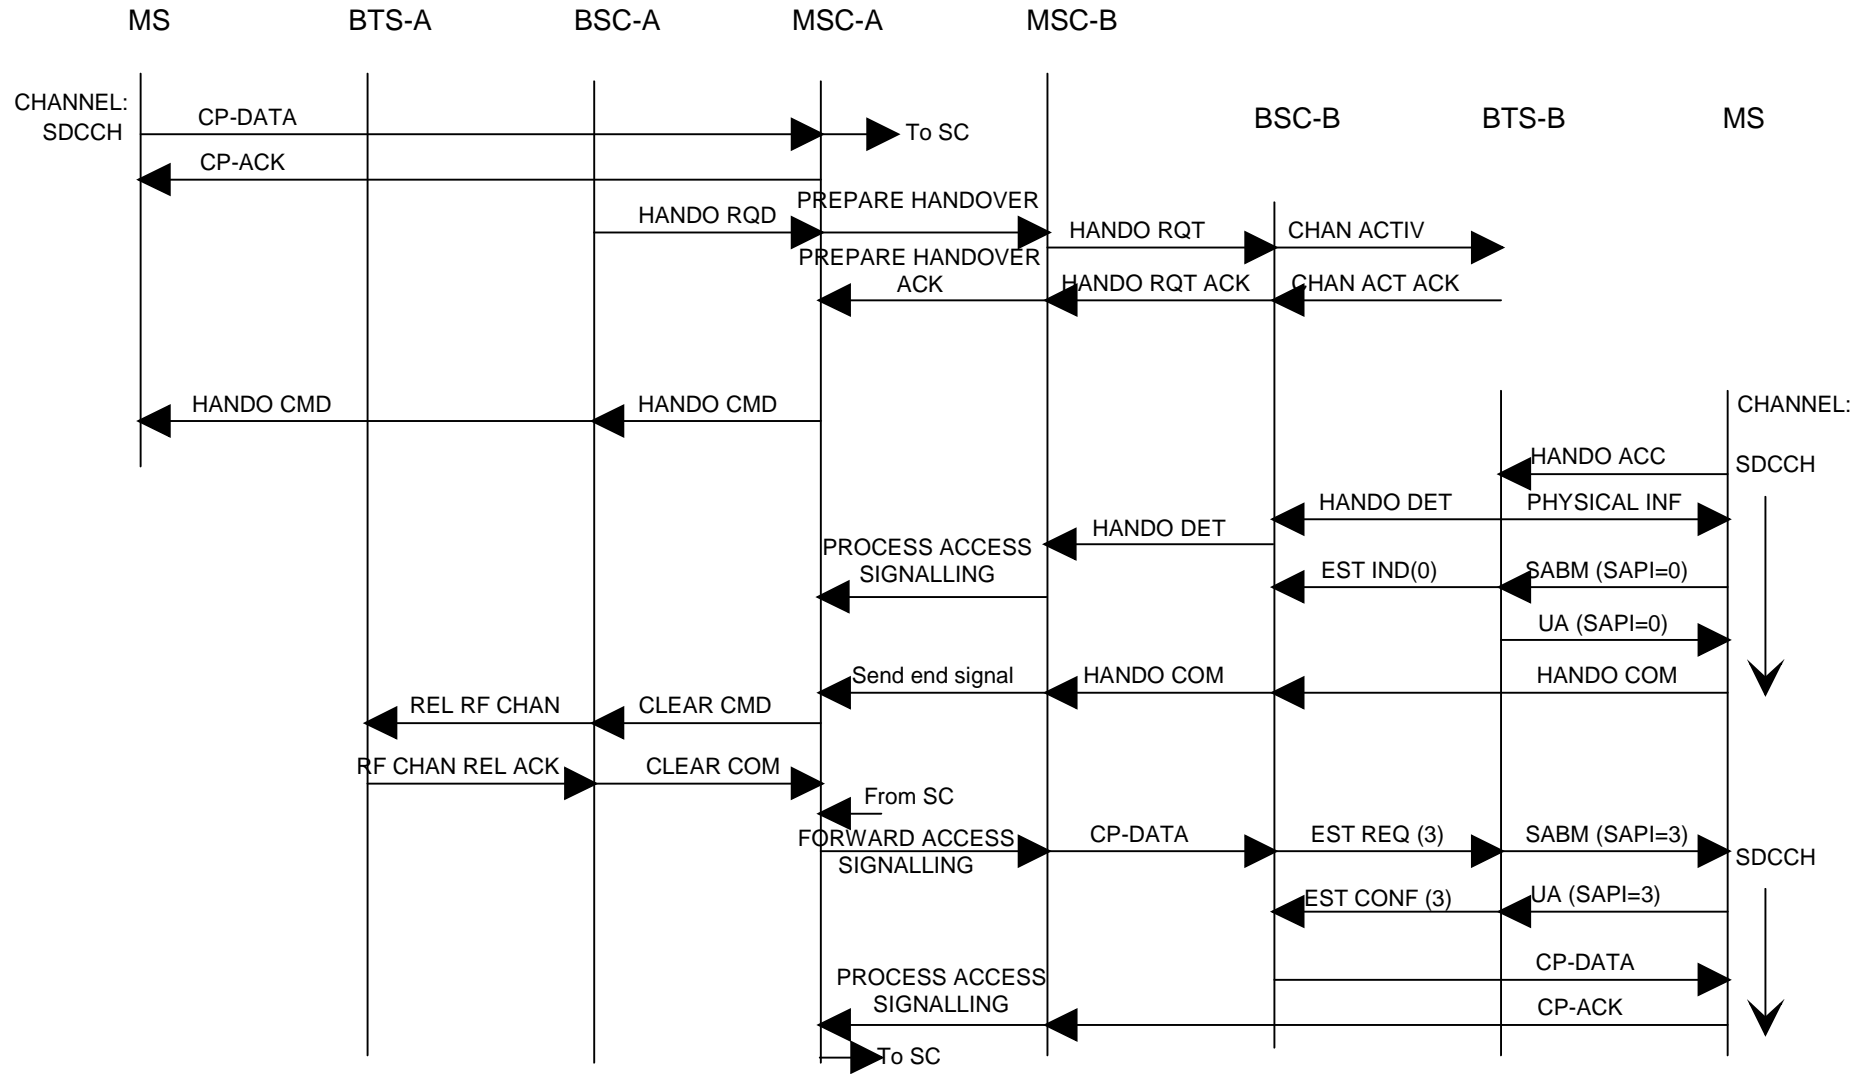 MS BTS-A BSC-A MSC-A MSC-B
BSC-B BTS-B MS
CHANNEL:
SDCCH
CP-DATA
To SC
CP-ACK
PREPARE HANDOVER
HANDO RQD
HANDO RQT CHAN ACTIV
PREPARE HANDOVER
ACK
HANDO RQT ACK CHAN ACT ACK
HANDO CMD HANDO CMD
CHANNEL:
HANDO ACC
SDCCH
HANDO DET PHYSICAL INF
HANDO DET
PROCESS ACCESS
SIGNALLING
EST IND(0) SABM (SAPI=0)
UA (SAPI=0)
Send end signal HANDO COM HANDO COM
REL RF CHAN CLEAR CMD
RF CHAN REL ACK CLEAR COM
From SC
FORWARD ACCESS
SIGNALLING
CP-DATA EST REQ (3) SABM (SAPI=3)
SDCCH
EST CONF (3) UA (SAPI=3)
CP-DATA
PROCESS ACCESS
SIGNALLING
CP-ACK
To SC